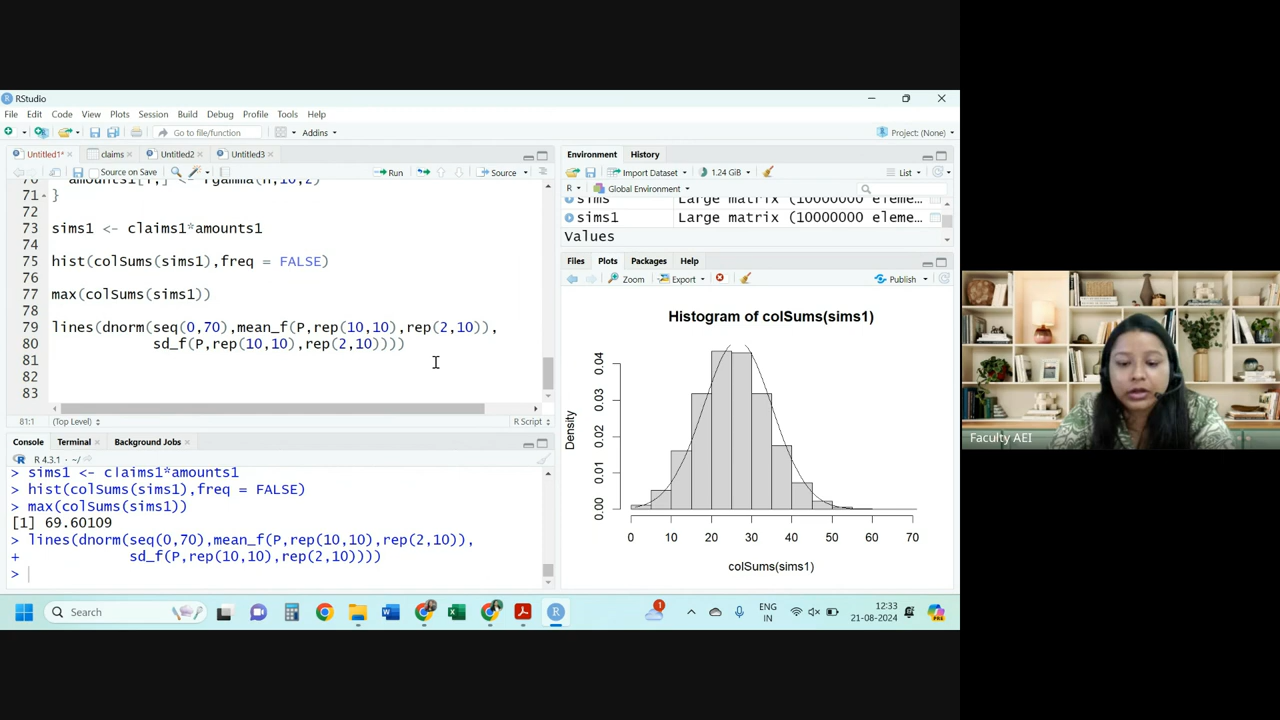 RStudio
File Edit Code View Plots Session Build Debug Profile Tools Help
Go to file/function Addins Project: (None)
Untitled1* claims Untitled2 Untitled3
Source on Save Run Source
71 }
72
73 sims1 <- claims1*amounts1
74
75 hist(colSums(sims1),freq = FALSE)
76
77 max(colSums(sims1))
78
79 lines(dnorm(seq(0,70),mean_f(P,rep(10,10),rep(2,10)),
80 sd_f(P,rep(10,10),rep(2,10))))
81
82
83
81:1 (Top Level) R Script
Console Terminal Background Jobs
R 4.3.1 · ~/
> sims1 <- claims1*amounts1
> hist(colSums(sims1),freq = FALSE)
> max(colSums(sims1))
[1] 69.60109
> lines(dnorm(seq(0,70),mean_f(P,rep(10,10),rep(2,10)),
+ sd_f(P,rep(10,10),rep(2,10))))
>
Environment History
Import Dataset 1.24 GiB List
R Global Environment
sims Large matrix (10000000 eleme…
sims1 Large matrix (10000000 eleme…
Values
Files Plots Packages Help
Zoom Export Publish
Histogram of colSums(sims1)
Density
0.04
0.03
0.02
0.01
0.00
0 10 20 30 40 50 60 70
colSums(sims1)
Faculty AEI
Search
1
ENG
IN
12:33
21-08-2024